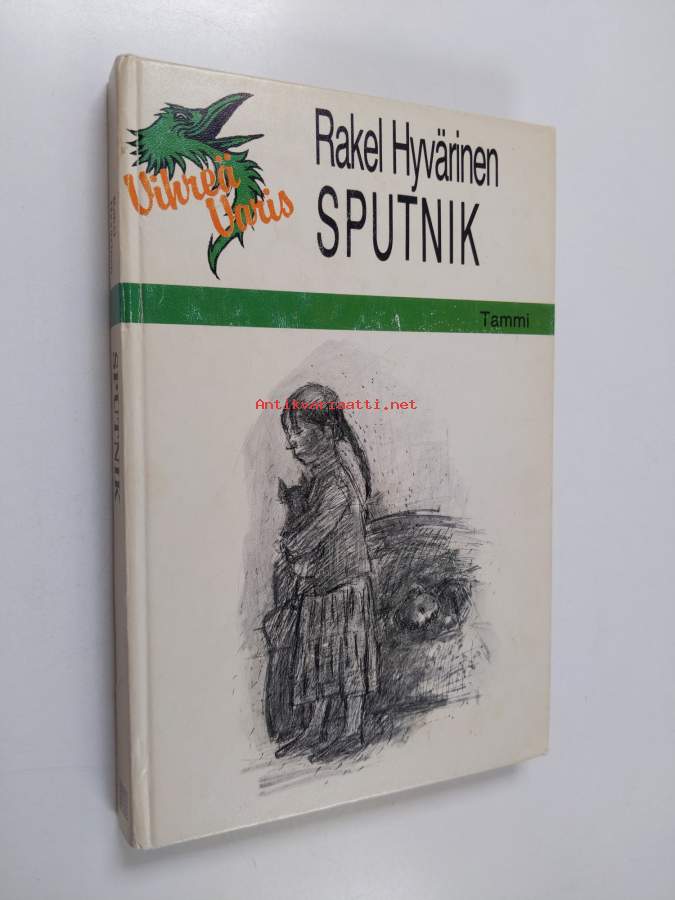 Vihreä
Varis
Rakel Hyvärinen
SPUTNIK
Tammi
Antikvariaatti.net
SPUTNIK